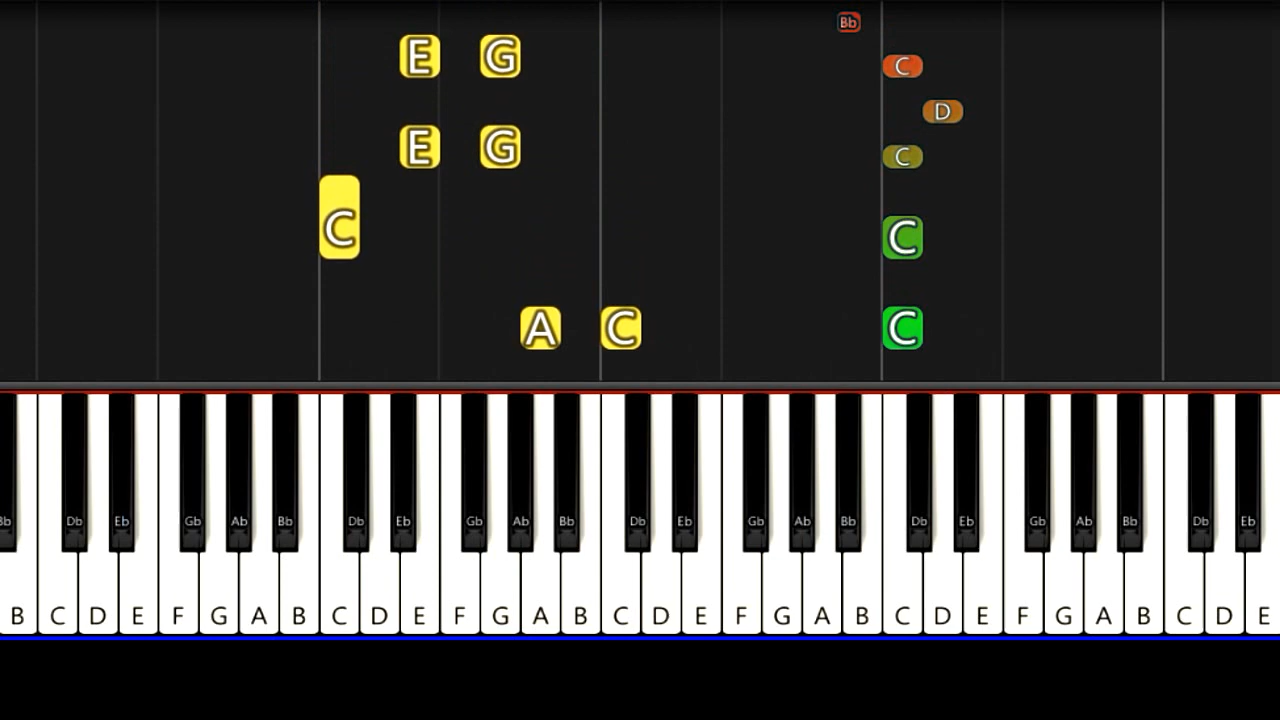 Bb
E G C
D
E G C
C C
A C C
Bb Db Eb Gb Ab Bb Db Eb Gb Ab Bb Db Eb Gb Ab Bb Db Eb Gb Ab Bb Db Eb
B C D E F G A B C D E F G A B C D E F G A B C D E F G A B C D E